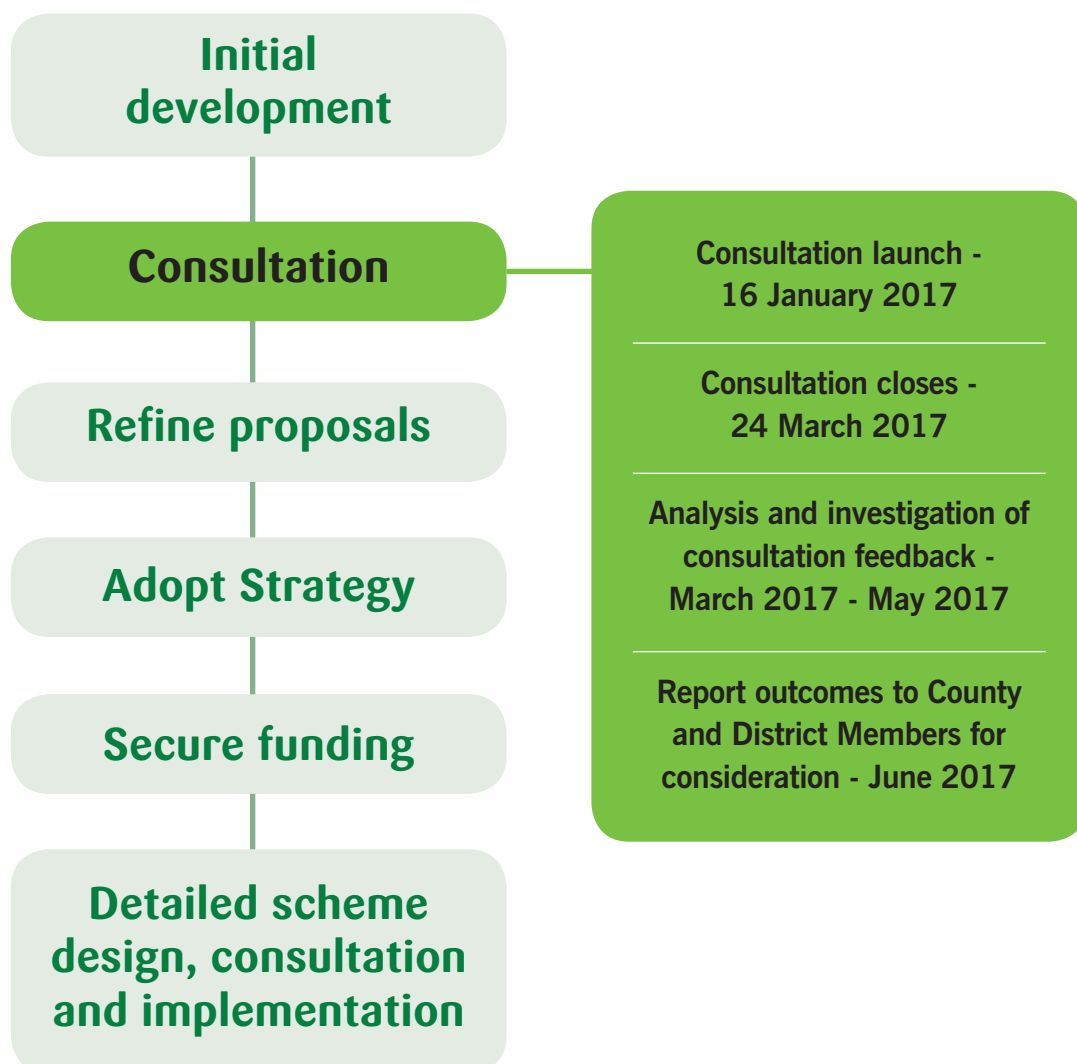 Initial
development
Consultation
Consultation launch -
16 January 2017
Consultation closes -
24 March 2017
Analysis and investigation of
consultation feedback -
March 2017 - May 2017
Report outcomes to County
and District Members for
consideration - June 2017
Refine proposals
Adopt Strategy
Secure funding
Detailed scheme
design, consultation
and implementation